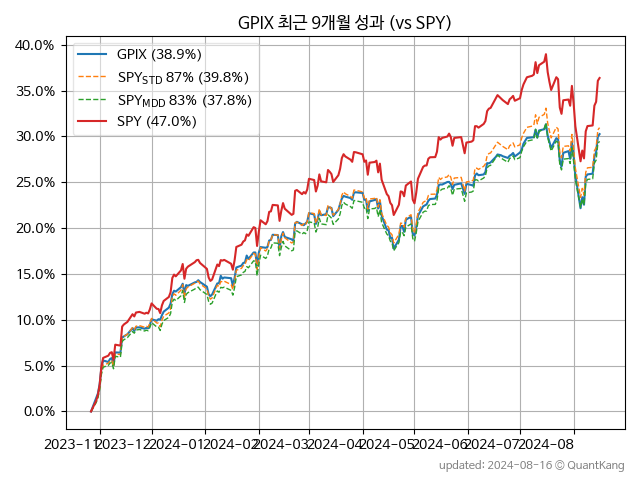 GPIX 최근 9개월 성과 (vs SPY)
40.0%
35.0%
30.0%
25.0%
20.0%
15.0%
10.0%
5.0%
0.0%
GPIX (38.9%)
SPY_STD 87% (39.8%)
SPY_MDD 83% (37.8%)
SPY (47.0%)
2023-11 2023-12 2024-01 2024-02 2024-03 2024-04 2024-05 2024-06 2024-07 2024-08
updated: 2024-08-16 © QuantKang